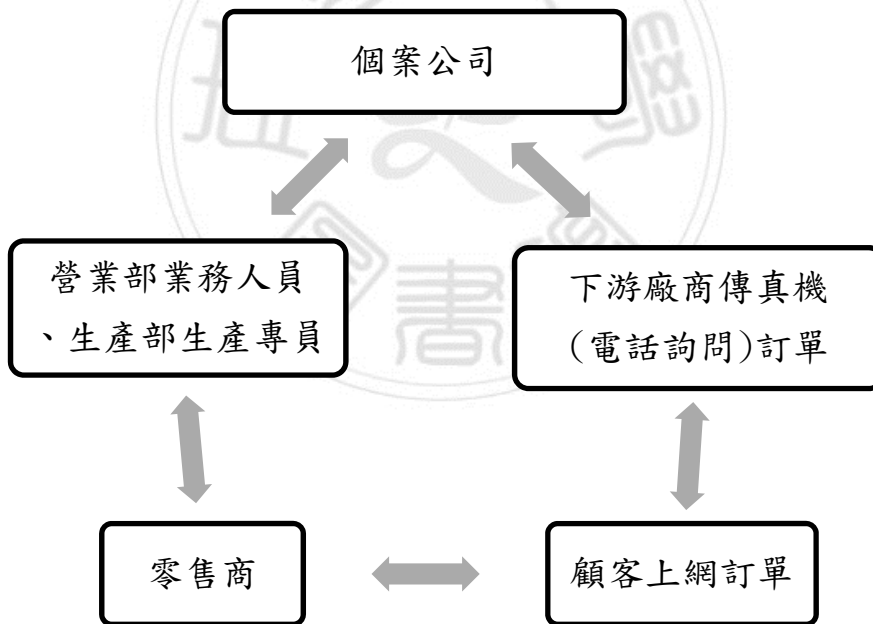 個案公司
營業部業務人員
、生產部生產專員
下游廠商傳真機
(電話詢問)訂單
書
零售商
顧客上網訂單